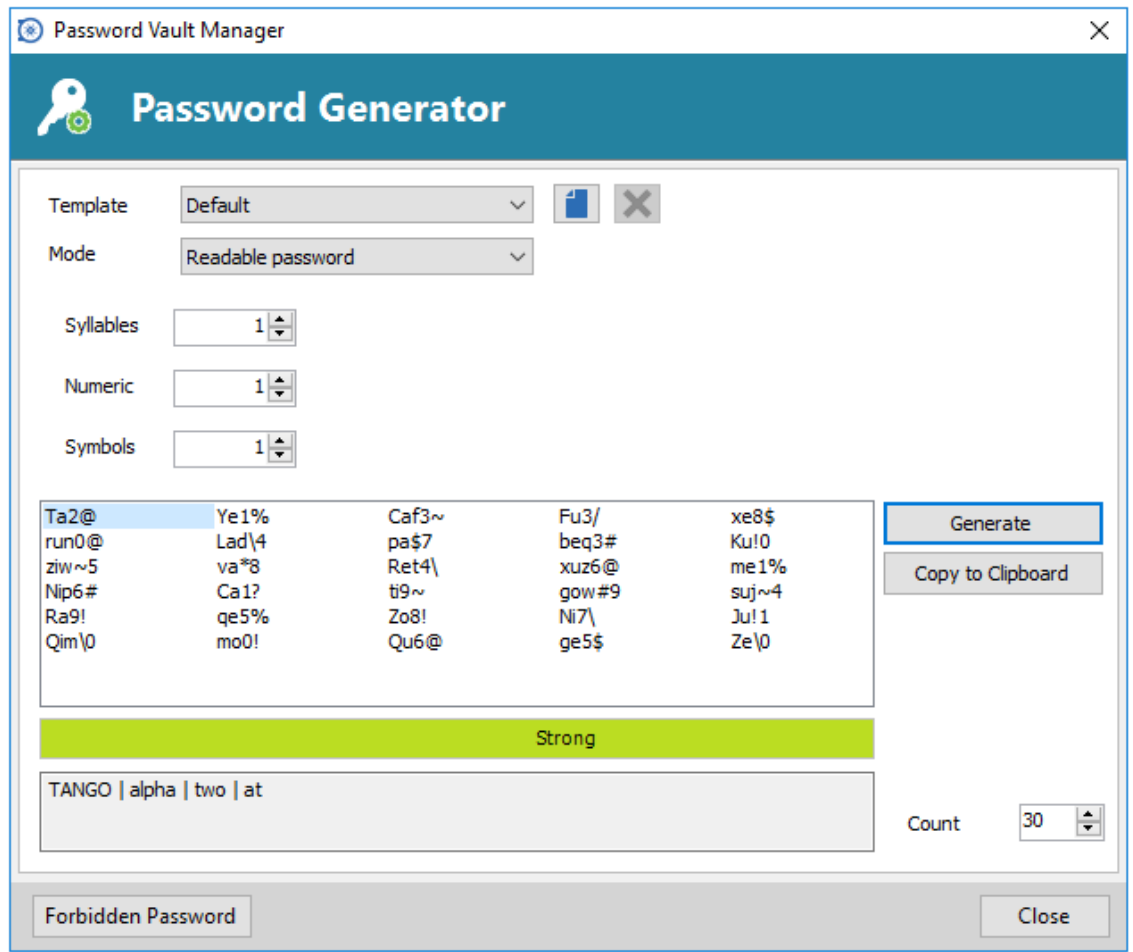 Password Vault Manager
Password Generator
Template Default
Mode Readable password
Syllables 1
Numeric 1
Symbols 1
Ta2@ Ye1% Caf3~ Fu3/ xe8$
run0@ Lad\4 pa$7 beq3# Ku!0
ziw~5 va*8 Ret4\ xuz6@ me1%
Nip6# Ca1? ti9~ gow#9 suj~4
Ra9! qe5% Zo8! Ni7\ Ju!1
Qim\0 mo0! Qu6@ ge5$ Ze\0
Generate
Copy to Clipboard
Strong
TANGO | alpha | two | at
Count 30
Forbidden Password Close